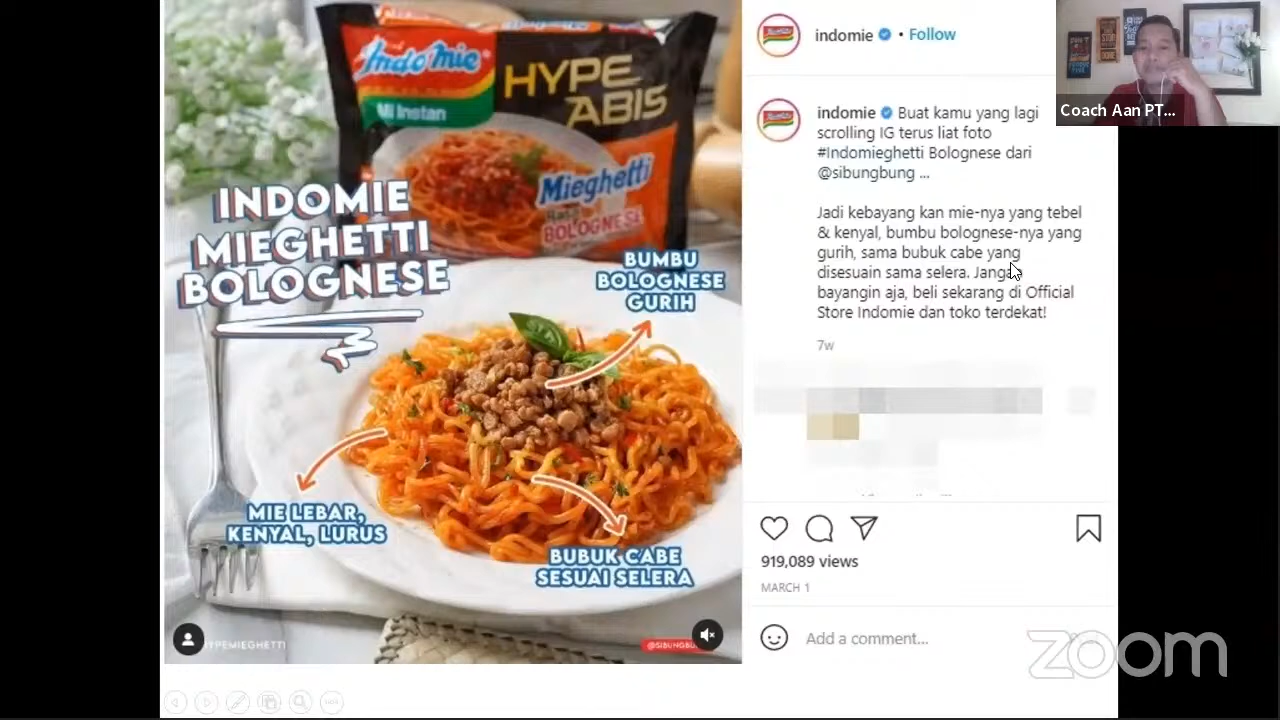 Indomie
Mi Instan
HYPE
ABIS
Mieghetti
Rasa
BOLOGNESE
INDOMIE
MIEGHETTI
BOLOGNESE
BUMBU
BOLOGNESE
GURIH
MIE LEBAR,
KENYAL, LURUS
BUBUK CABE
SESUAI SELERA
HYPEMIEGHETTI
indomie • Follow
indomie Buat kamu yang lagi
scrolling IG terus liat foto
#Indomieghetti Bolognese dari
@sibungbung ...
Jadi kebayang kan mie-nya yang tebel
& kenyal, bumbu bolognese-nya yang
gurih, sama bubuk cabe yang
disesuain sama selera. Jangan
bayangin aja, beli sekarang di Official
Store Indomie dan toko terdekat!
7w
919,089 views
MARCH 1
Add a comment...
Coach Aan PT...
zoom